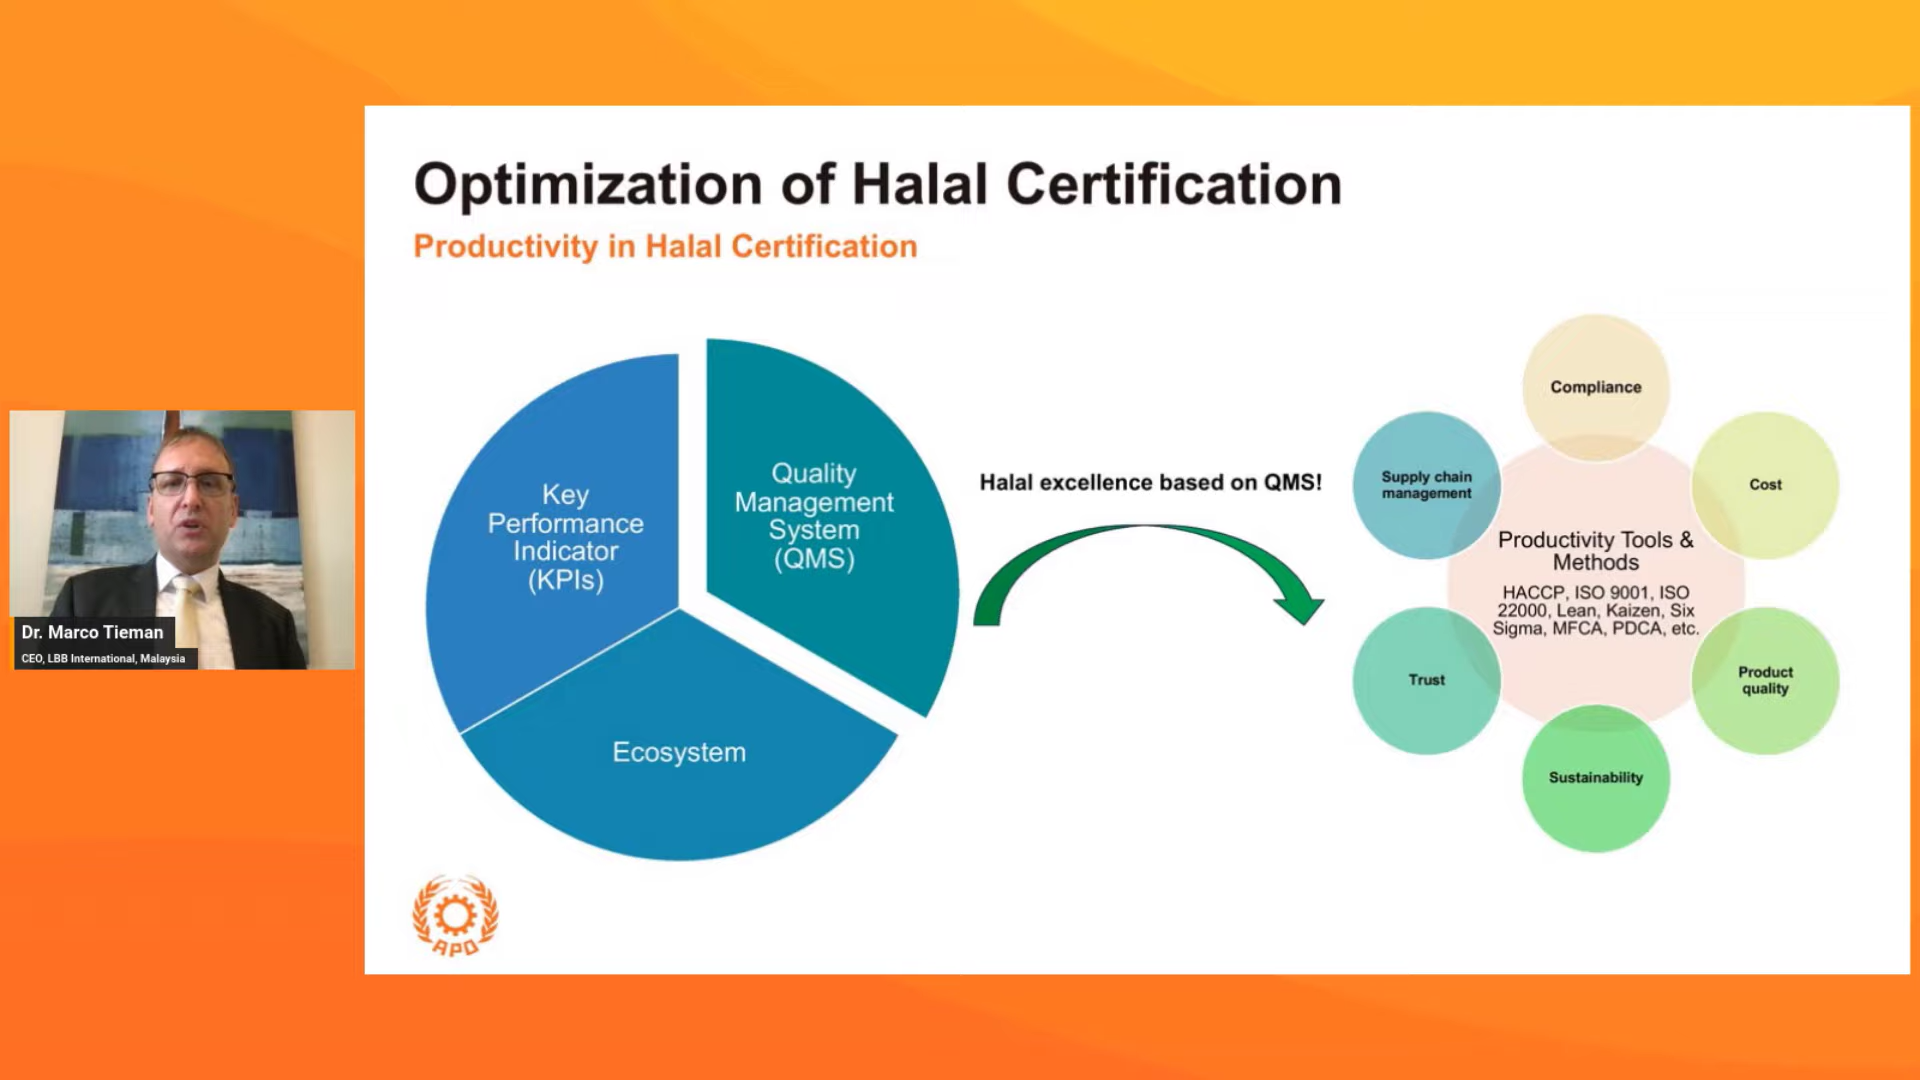 Optimization of Halal Certification
Productivity in Halal Certification
Key
Performance
Indicator
(KPIs)
Quality
Management
System
(QMS)
Ecosystem
Halal excellence based on QMS!
Compliance
Supply chain
management
Cost
Productivity Tools &
Methods
HACCP, ISO 9001, ISO
22000, Lean, Kaizen, Six
Sigma, MFCA, PDCA, etc.
Trust
Product
quality
Sustainability
Dr. Marco Tieman
CEO, LBB International, Malaysia
APO